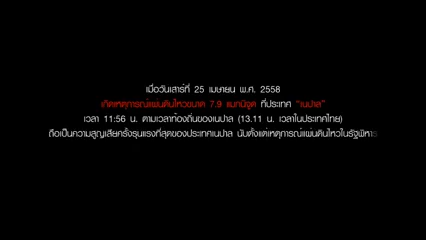 เมื่อวันเสาร์ที่ 25 เมษายน พ.ศ. 2558
เกิดเหตุการณ์แผ่นดินไหวขนาด 7.9 แมกนิจูด ที่ประเทศ “เนปาล”
เวลา 11:56 น. ตามเวลาท้องถิ่นของเนปาล (13.11 น. เวลาในประเทศไทย)
ถือเป็นความสูญเสียครั้งรุนแรงที่สุดของประเทศเนปาล นับตั้งแต่เหตุการณ์แผ่นดินไหวในรัฐพิหาร